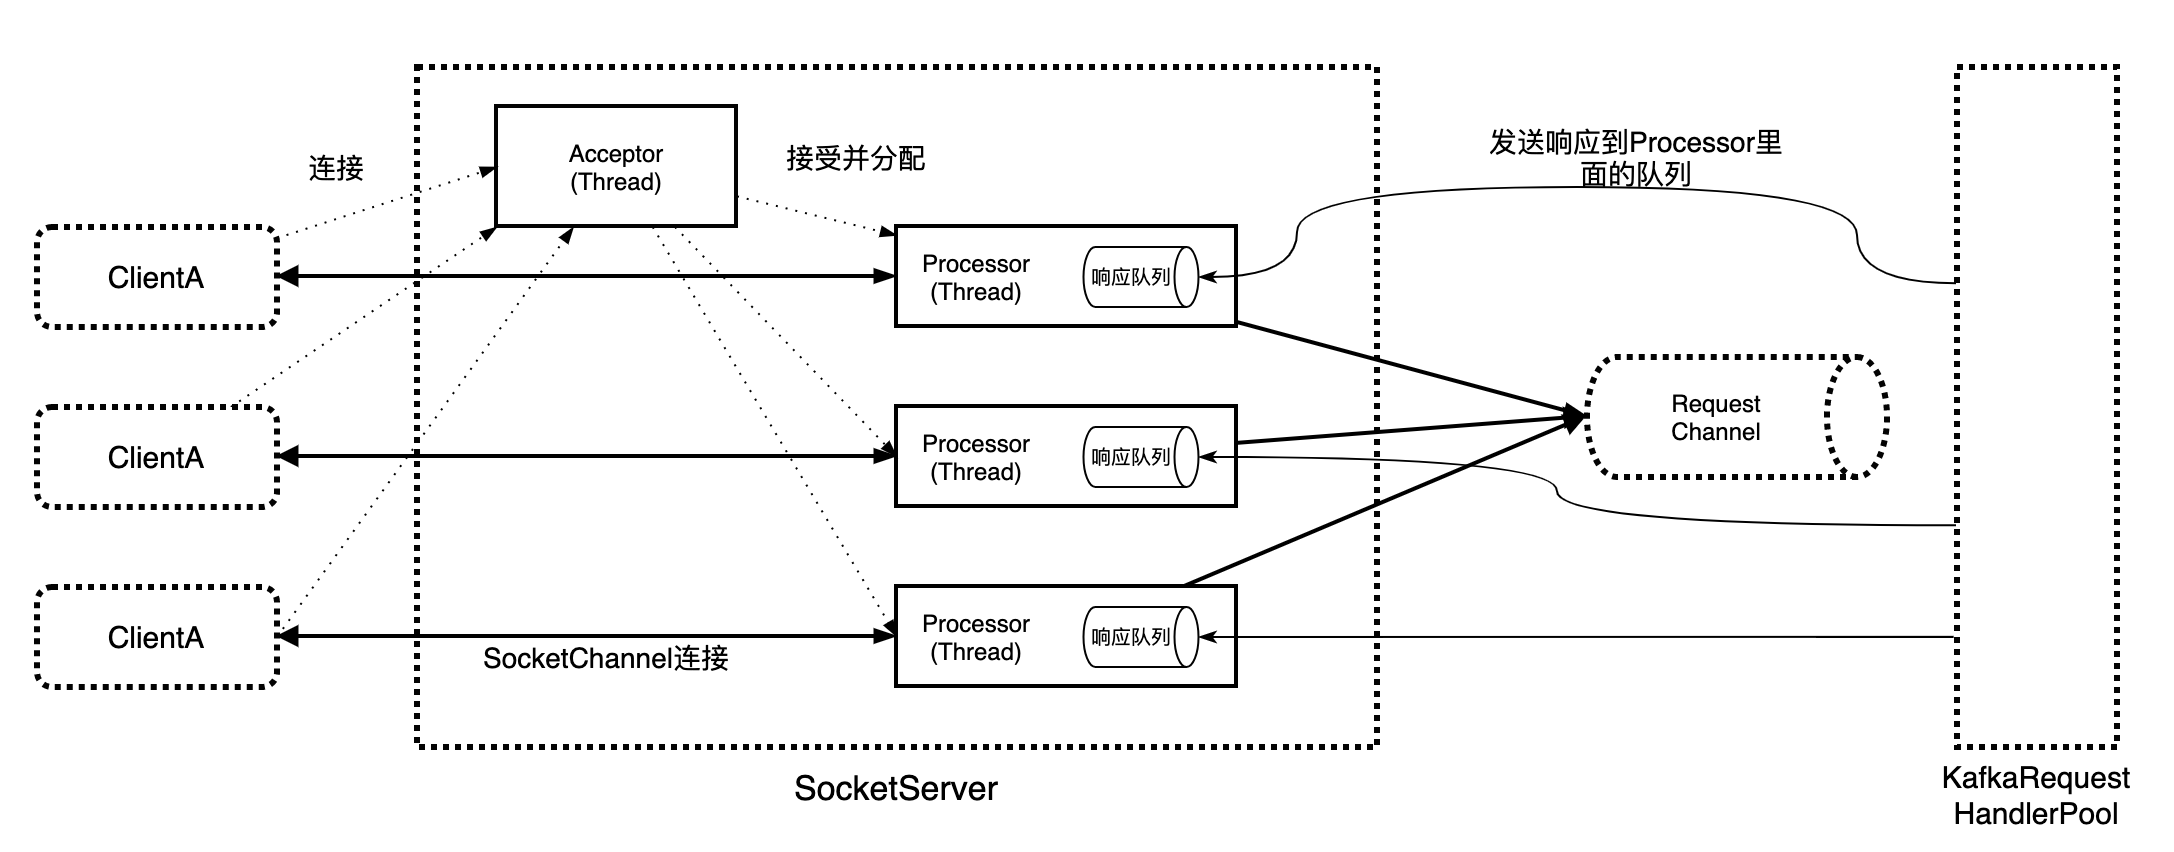 连接
Acceptor
(Thread)
接受并分配
发送响应到Processor里
面的队列
ClientA
Processor
(Thread)
响应队列
Request
Channel
ClientA
Processor
(Thread)
响应队列
ClientA
SocketChannel连接
Processor
(Thread)
响应队列
SocketServer
KafkaRequest
HandlerPool